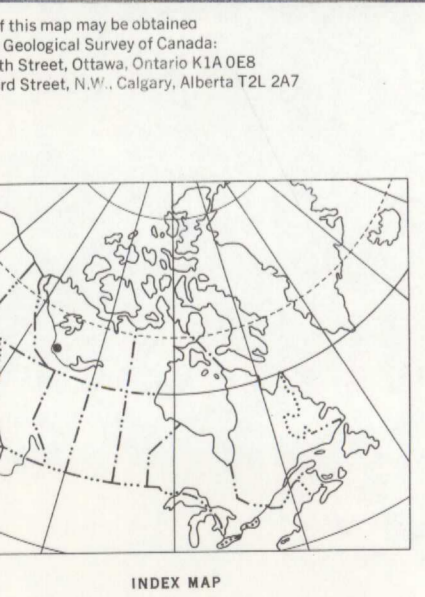 f this map may be obtained
Geological Survey of Canada:
th Street, Ottawa, Ontario K1A 0E8
rd Street, N.W., Calgary, Alberta T2L 2A7
INDEX MAP